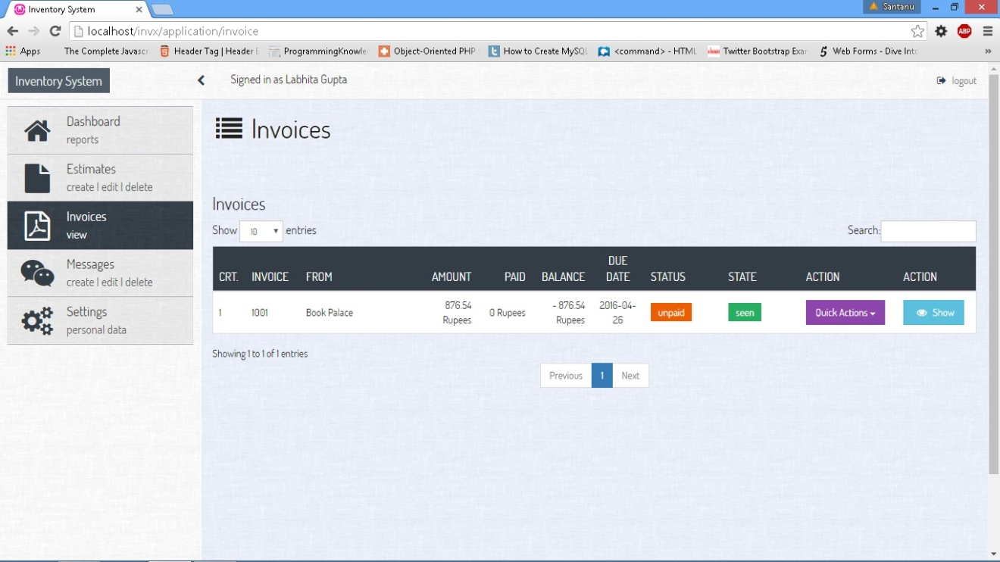 Inventory System
Santanu
localhost/invx/application/invoice
ABP
Apps
The Complete Javascr
Header Tag | Header E
ProgrammingKnowle
Object-Oriented PHP
How to Create MySQL
<command> - HTML
Twitter Bootstrap Exar
Web Forms - Dive Into
Inventory System
Signed in as Labhita Gupta
logout
Dashboard
reports
Estimates
create | edit | delete
Invoices
view
Messages
create | edit | delete
Settings
personal data
Invoices
Invoices
Show 10 entries
Search:
CRT. INVOICE FROM AMOUNT PAID BALANCE DUE DATE STATUS STATE ACTION ACTION
1 1001 Book Palace 876.54 Rupees 0 Rupees - 876.54 Rupees 2016-04-26 unpaid seen Quick Actions Show
Showing 1 to 1 of 1 entries
Previous 1 Next